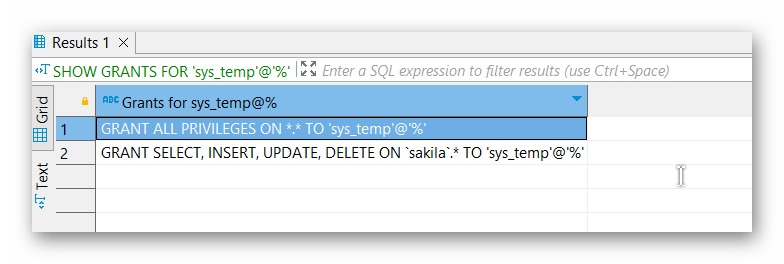 Results 1
SHOW GRANTS FOR 'sys_temp'@'%' Enter a SQL expression to filter results (use Ctrl+Space)
Grid
ABC Grants for sys_temp@%
1 GRANT ALL PRIVILEGES ON *.* TO 'sys_temp'@'%'
2 GRANT SELECT, INSERT, UPDATE, DELETE ON `sakila`.* TO 'sys_temp'@'%'
Text